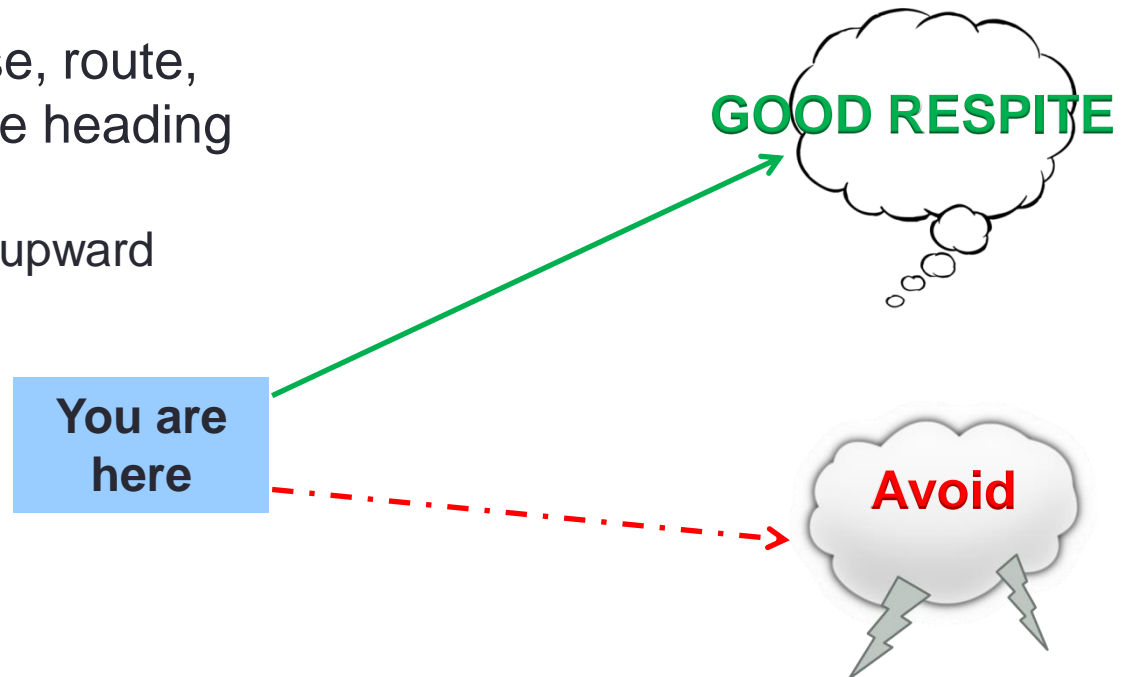 se, route,
e heading
upward
GOOD RESPITE
You are
here
Avoid